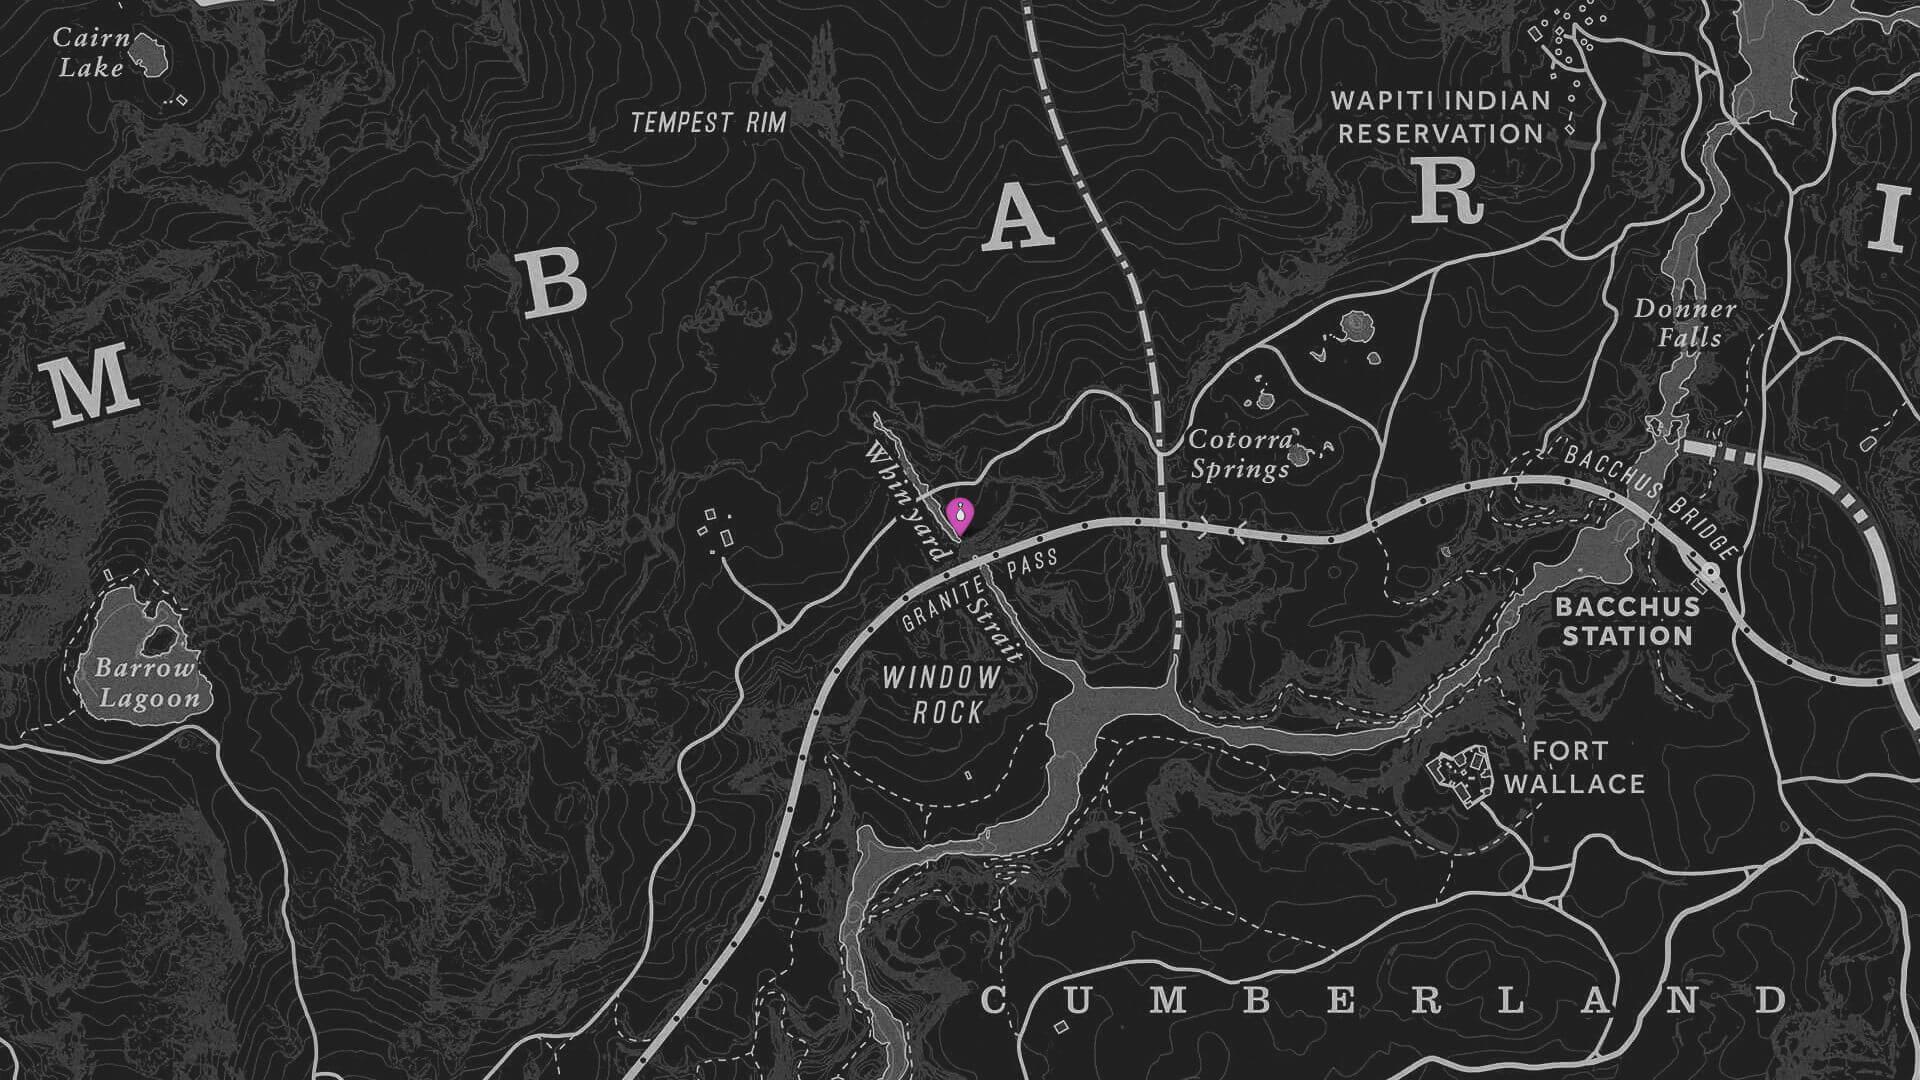 Cairn
Lake
TEMPEST RIM
WAPITI INDIAN
RESERVATION
M B A R I
Donner
Falls
Cotorra
Springs
Whinyard
Strait
GRANITE PASS
BACCHUS BRIDGE
BACCHUS
STATION
Barrow
Lagoon
WINDOW
ROCK
FORT
WALLACE
CUMBERLAND